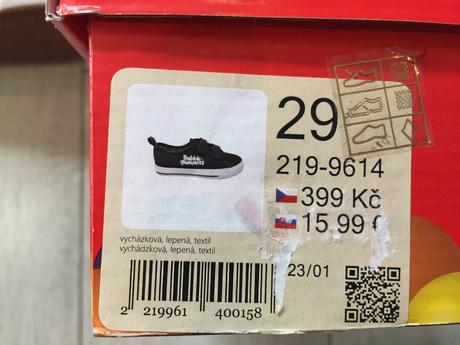 29
219-9614
399 Kč
15.99 €
Bubble
gummers
vycházková, lepená, textil
vychádzková, lepená, textil
23/01
2 219961 400158